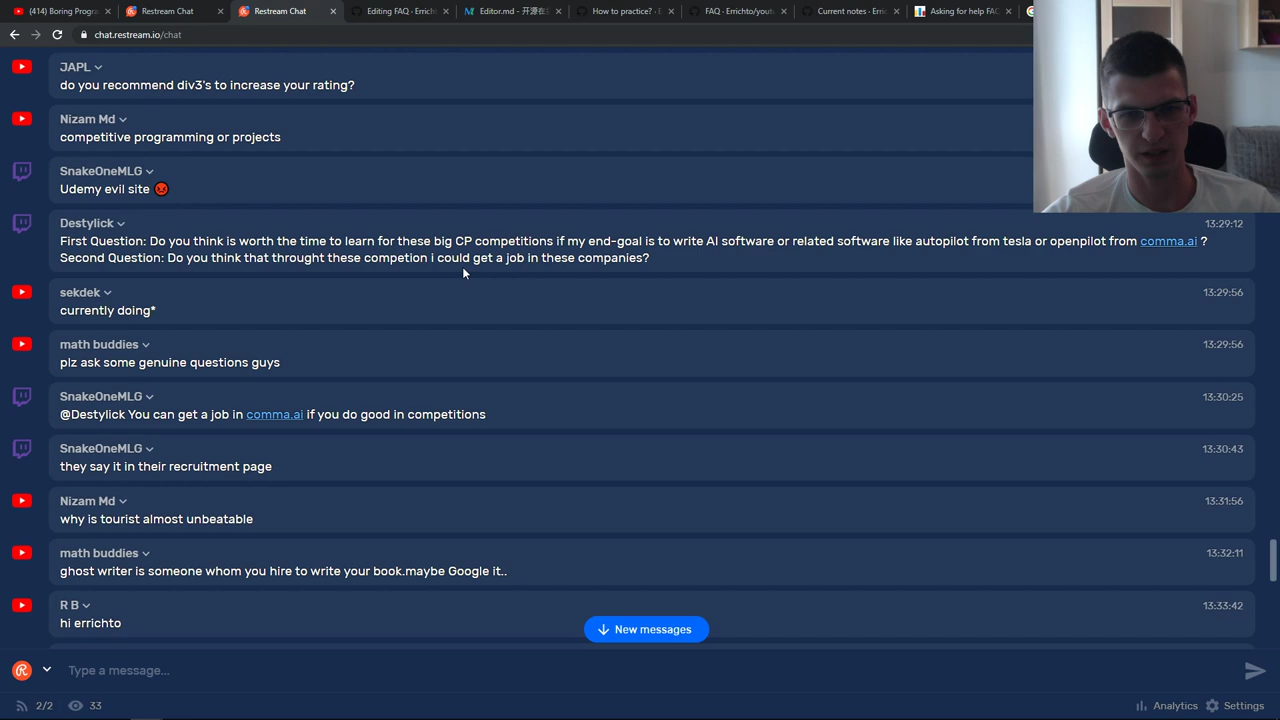 (414) Boring Progra
Restream Chat
Restream Chat
Editing FAQ · Erricht
Editor.md - 开源在
How to practice? · E
FAQ · Errichto/yout
Current notes · Erri
Asking for help FAQ
chat.restream.io/chat
JAPL
do you recommend div3's to increase your rating?
Nizam Md
competitive programming or projects
SnakeOneMLG
Udemy evil site 😡
Destylick
13:29:12
First Question: Do you think is worth the time to learn for these big CP competitions if my end-goal is to write AI software or related software like autopilot from tesla or openpilot from comma.ai ?
Second Question: Do you think that throught these competion i could get a job in these companies?
sekdek
13:29:56
currently doing*
math buddies
13:29:56
plz ask some genuine questions guys
SnakeOneMLG
13:30:25
@Destylick You can get a job in comma.ai if you do good in competitions
SnakeOneMLG
13:30:43
they say it in their recruitment page
Nizam Md
13:31:56
why is tourist almost unbeatable
math buddies
13:32:11
ghost writer is someone whom you hire to write your book.maybe Google it..
R B
13:33:42
hi errichto
New messages
Type a message...
2/2
33
Analytics
Settings